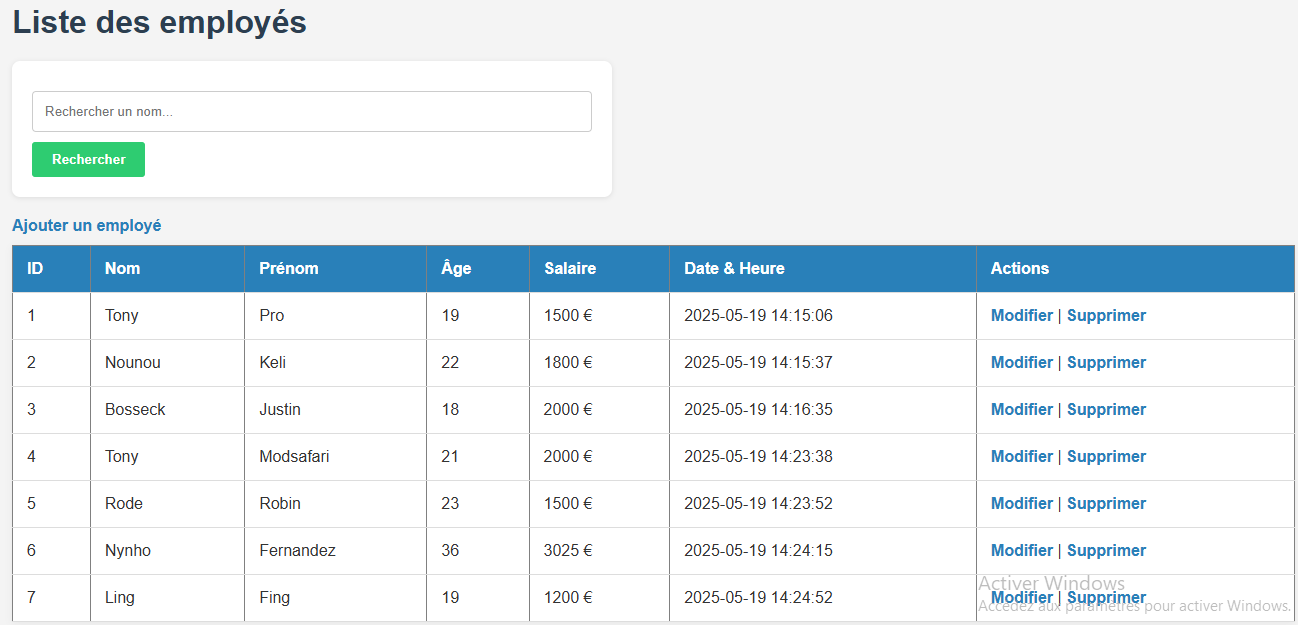 Liste des employés
Rechercher un nom...
Rechercher
Ajouter un employé
ID Nom Prénom Âge Salaire Date & Heure Actions
1 Tony Pro 19 1500 € 2025-05-19 14:15:06 Modifier | Supprimer
2 Nounou Keli 22 1800 € 2025-05-19 14:15:37 Modifier | Supprimer
3 Bosseck Justin 18 2000 € 2025-05-19 14:16:35 Modifier | Supprimer
4 Tony Modsafari 21 2000 € 2025-05-19 14:23:38 Modifier | Supprimer
5 Rode Robin 23 1500 € 2025-05-19 14:23:52 Modifier | Supprimer
6 Nynho Fernandez 36 3025 € 2025-05-19 14:24:15 Modifier | Supprimer
7 Ling Fing 19 1200 € 2025-05-19 14:24:52 Modifier | Supprimer
Activer Windows
Accédez aux paramètres pour activer Windows.